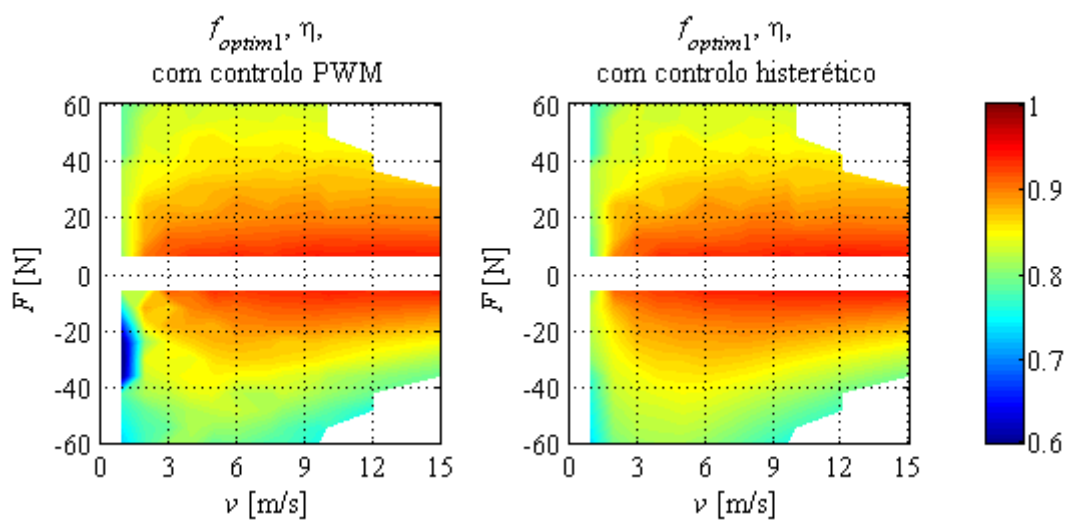 f_optim1, η,
com controlo PWM
f_optim1, η,
com controlo histerético
60
40
20
0
-20
-40
-60
F [N]
0 3 6 9 12 15
v [m/s]
60
40
20
0
-20
-40
-60
F [N]
0 3 6 9 12 15
v [m/s]
1
0.9
0.8
0.7
0.6